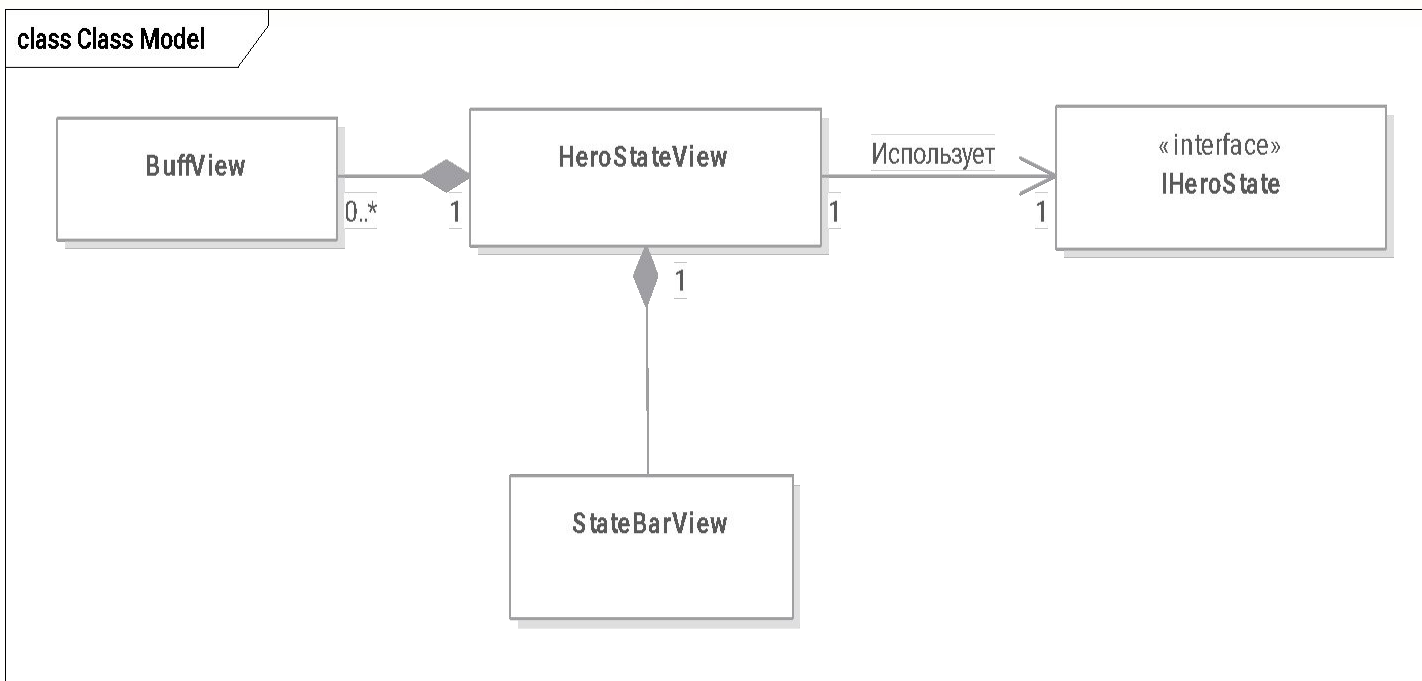 class Class Model
BuffView
HeroStateView
Использует
«interface»
IHeroState
0..*
1
1
1
1
StateBarView